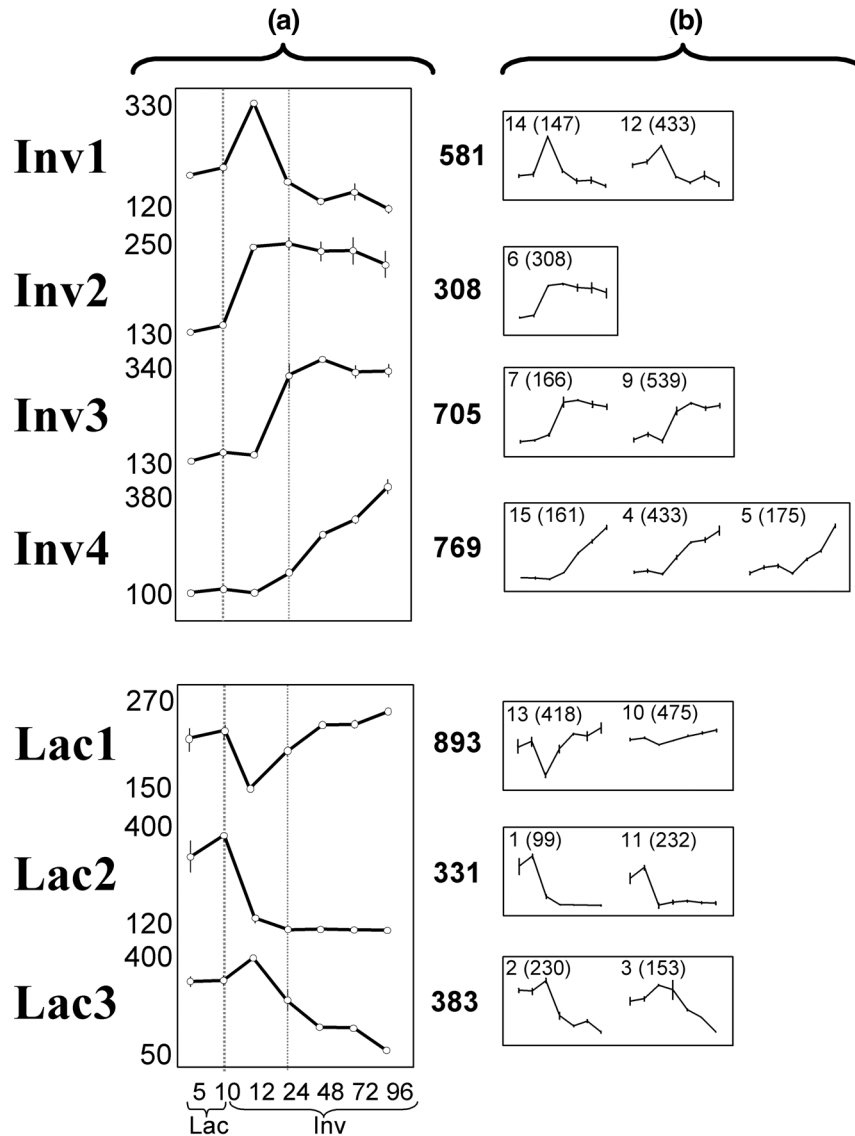 (a) (b)
330
Inv1 581 14 (147) 12 (433)
120
250
Inv2 308 6 (308)
130
340
Inv3 705 7 (166) 9 (539)
130
380
Inv4 769 15 (161) 4 (433) 5 (175)
100
270
Lac1 893 13 (418) 10 (475)
150
400
Lac2 331 1 (99) 11 (232)
120
400
Lac3 383 2 (230) 3 (153)
50
5 10 12 24 48 72 96
Lac Inv